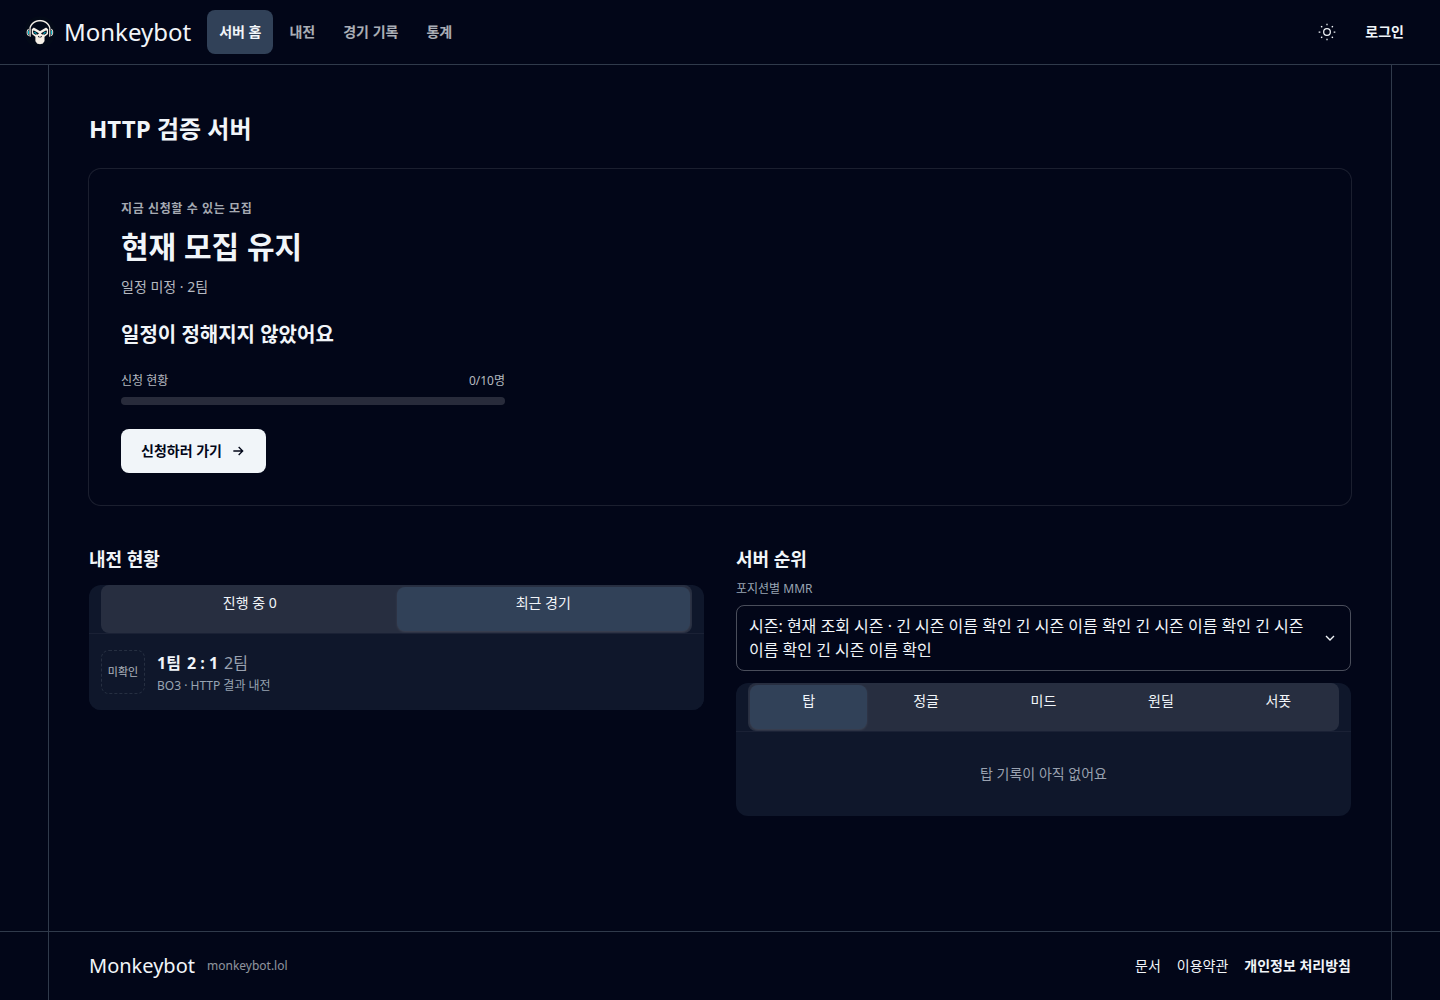 Monkeybot
서버 홈
내전
경기 기록
통계
로그인
HTTP 검증 서버
지금 신청할 수 있는 모집
현재 모집 유지
일정 미정 · 2팀
일정이 정해지지 않았어요
신청 현황
0/10명
신청하러 가기 →
내전 현황
진행 중 0
최근 경기
미확인
1팀 2 : 1 2팀
BO3 · HTTP 결과 내전
서버 순위
포지션별 MMR
시즌: 현재 조회 시즌 · 긴 시즌 이름 확인 긴 시즌 이름 확인 긴 시즌 이름 확인 긴 시즌
이름 확인 긴 시즌 이름 확인
탑
정글
미드
원딜
서폿
탑 기록이 아직 없어요
Monkeybot
monkeybot.lol
문서
이용약관
개인정보 처리방침